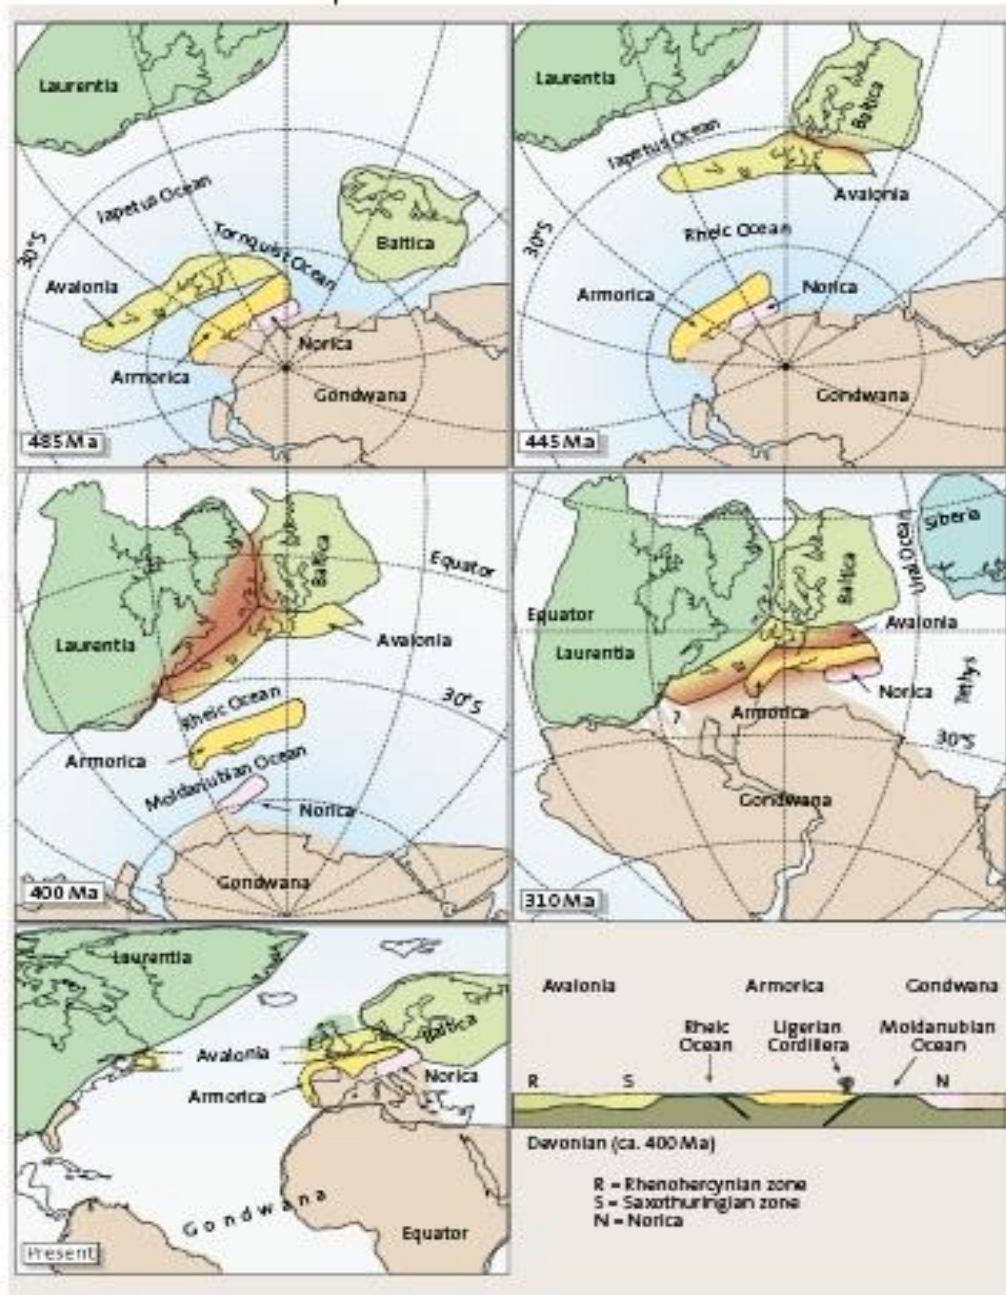 Laurentia
Iapetus Ocean
Tornquist Ocean
Baltica
30°S
Avalonia
Norica
Armorica
Gondwana
485 Ma
Laurentia
Baltica
Iapetus Ocean
Avalonia
30°S
Rheic Ocean
Armorica
Norica
Gondwana
445 Ma
Baltica
Equator
Laurentia
Avalonia
Rheic Ocean
30°S
Armorica
Moldanubian Ocean
Norica
Gondwana
400 Ma
Siberia
Ural Ocean
Baltica
Equator
Avalonia
Laurentia
Tethys
Norica
?
Armorica
30°S
Gondwana
310 Ma
Laurentia
Baltica
Avalonia
Norica
Armorica
Gondwana
Equator
Present
Avalonia Armorica Gondwana
Rheic Ocean
Ligerian Cordillera
Moldanubian Ocean
R S N
Devonian (ca. 400 Ma)
R = Rhenohercynian zone
S = Saxothuringian zone
N = Norica